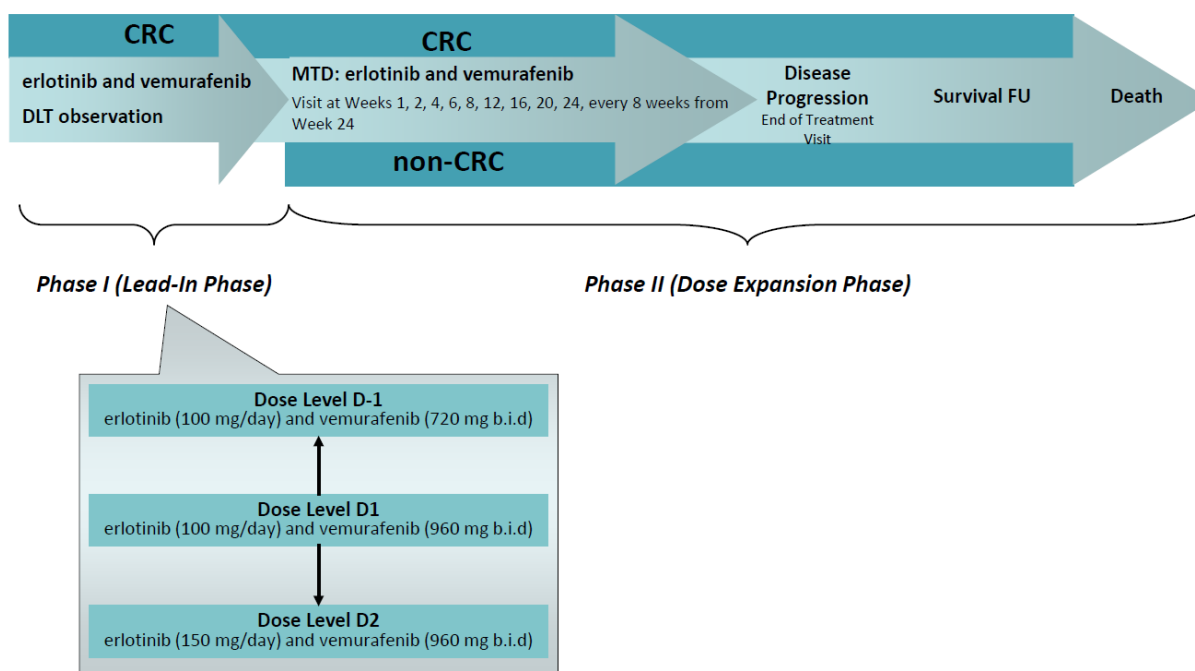 CRC
erlotinib and vemurafenib
DLT observation
CRC
MTD: erlotinib and vemurafenib
Visit at Weeks 1, 2, 4, 6, 8, 12, 16, 20, 24, every 8 weeks from
Week 24
non-CRC
Disease
Progression
End of Treatment
Visit
Survival FU
Death
Phase I (Lead-In Phase)
Phase II (Dose Expansion Phase)
Dose Level D-1
erlotinib (100 mg/day) and vemurafenib (720 mg b.i.d)
Dose Level D1
erlotinib (100 mg/day) and vemurafenib (960 mg b.i.d)
Dose Level D2
erlotinib (150 mg/day) and vemurafenib (960 mg b.i.d)